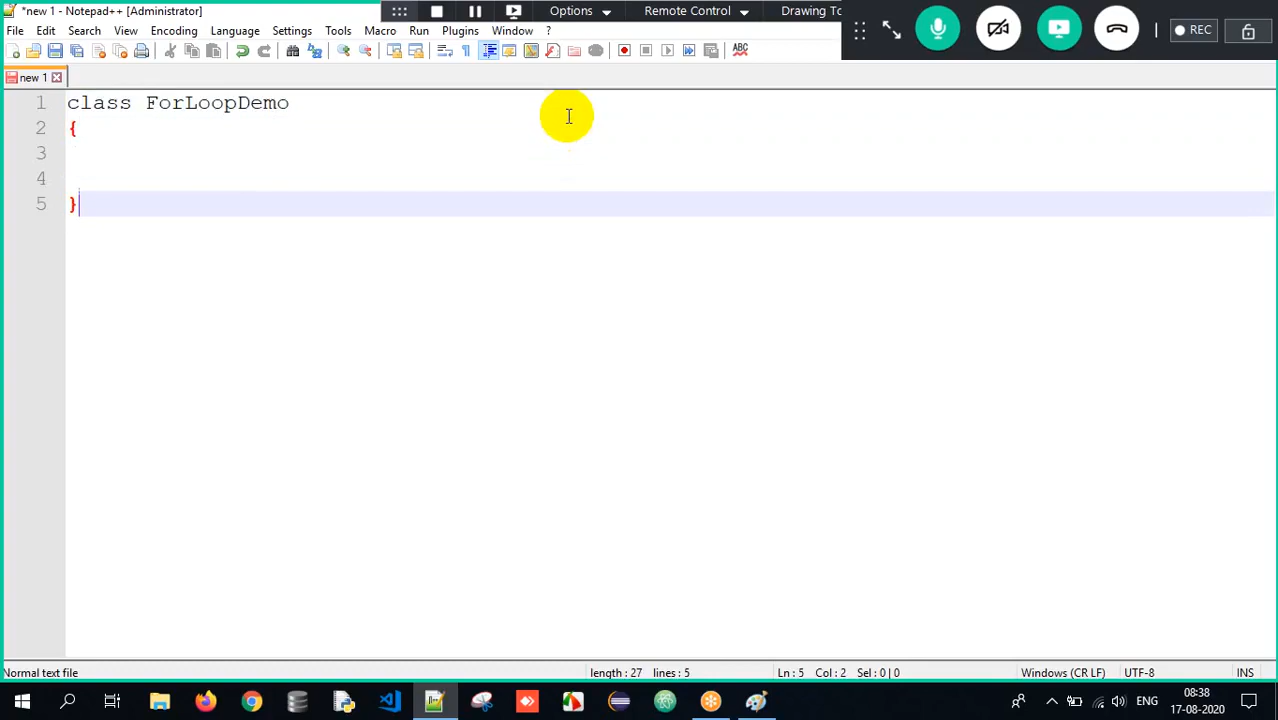 *new 1 - Notepad++ [Administrator]
Options
Remote Control
Drawing To
REC
File Edit Search View Encoding Language Settings Tools Macro Run Plugins Window ?
ABC
new 1
1 class ForLoopDemo
2 {
3
4
5 }
Normal text file
length : 27 lines : 5
Ln : 5 Col : 2 Sel : 0 | 0
Windows (CR LF)
UTF-8
INS
ENG
08:38
17-08-2020